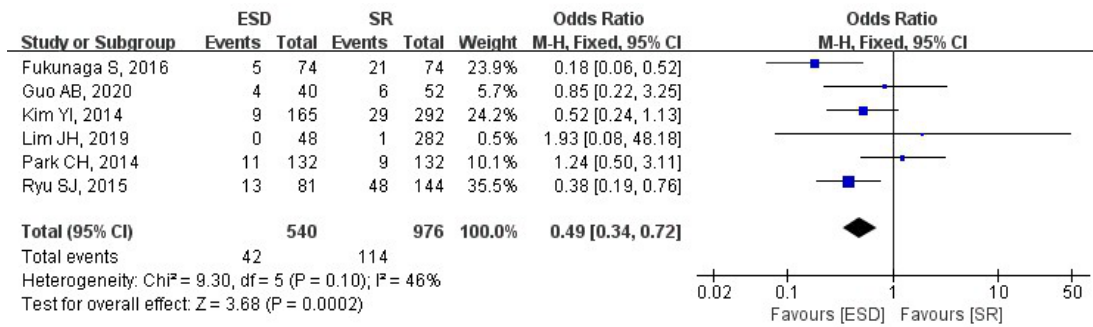 ESD SR Odds Ratio Odds Ratio
Study or Subgroup Events Total Events Total Weight M-H, Fixed, 95% CI M-H, Fixed, 95% CI
Fukunaga S, 2016 5 74 21 74 23.9% 0.18 [0.06, 0.52]
Guo AB, 2020 4 40 6 52 5.7% 0.85 [0.22, 3.25]
Kim YI, 2014 9 165 29 292 24.2% 0.52 [0.24, 1.13]
Lim JH, 2019 0 48 1 282 0.5% 1.93 [0.08, 48.18]
Park CH, 2014 11 132 9 132 10.1% 1.24 [0.50, 3.11]
Ryu SJ, 2015 13 81 48 144 35.5% 0.38 [0.19, 0.76]
Total (95% CI) 540 976 100.0% 0.49 [0.34, 0.72]
Total events 42 114
Heterogeneity: Chi² = 9.30, df = 5 (P = 0.10); I² = 46%
Test for overall effect: Z = 3.68 (P = 0.0002)
0.02 0.1 1 10 50
Favours [ESD] Favours [SR]